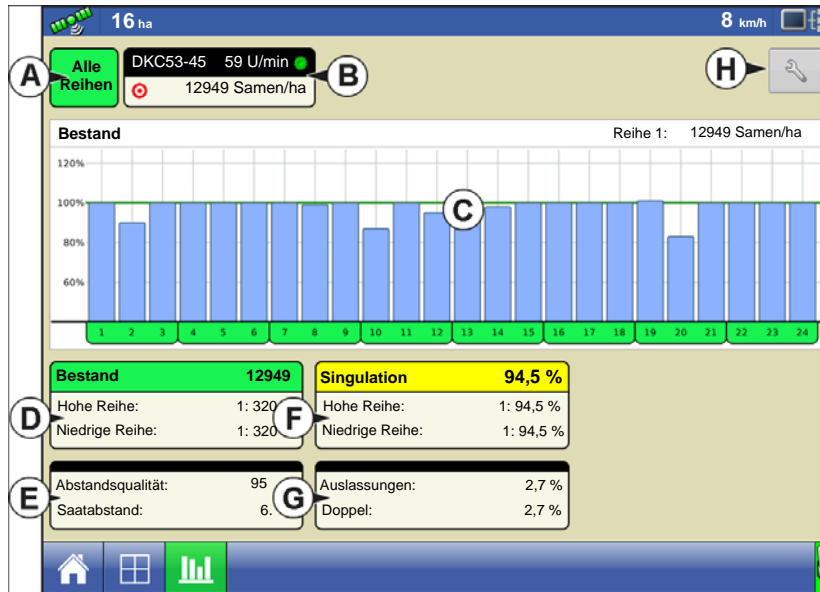 16 ha
8 km/h
A
Alle Reihen
DKC53-45 59 U/min
12949 Samen/ha
B
H
Bestand
Reihe 1: 12949 Samen/ha
120%
100%
80%
60%
C
1 2 3 4 5 6 7 8 9 10 11 12 13 14 15 16 17 18 19 20 21 22 23 24
Bestand 12949
Hohe Reihe: 1: 320
Niedrige Reihe: 1: 320
D
Singulation 94,5 %
Hohe Reihe: 1: 94,5 %
Niedrige Reihe: 1: 94,5 %
F
Abstandsqualität: 95
Saatabstand: 6.
E
Auslassungen: 2,7 %
Doppel: 2,7 %
G